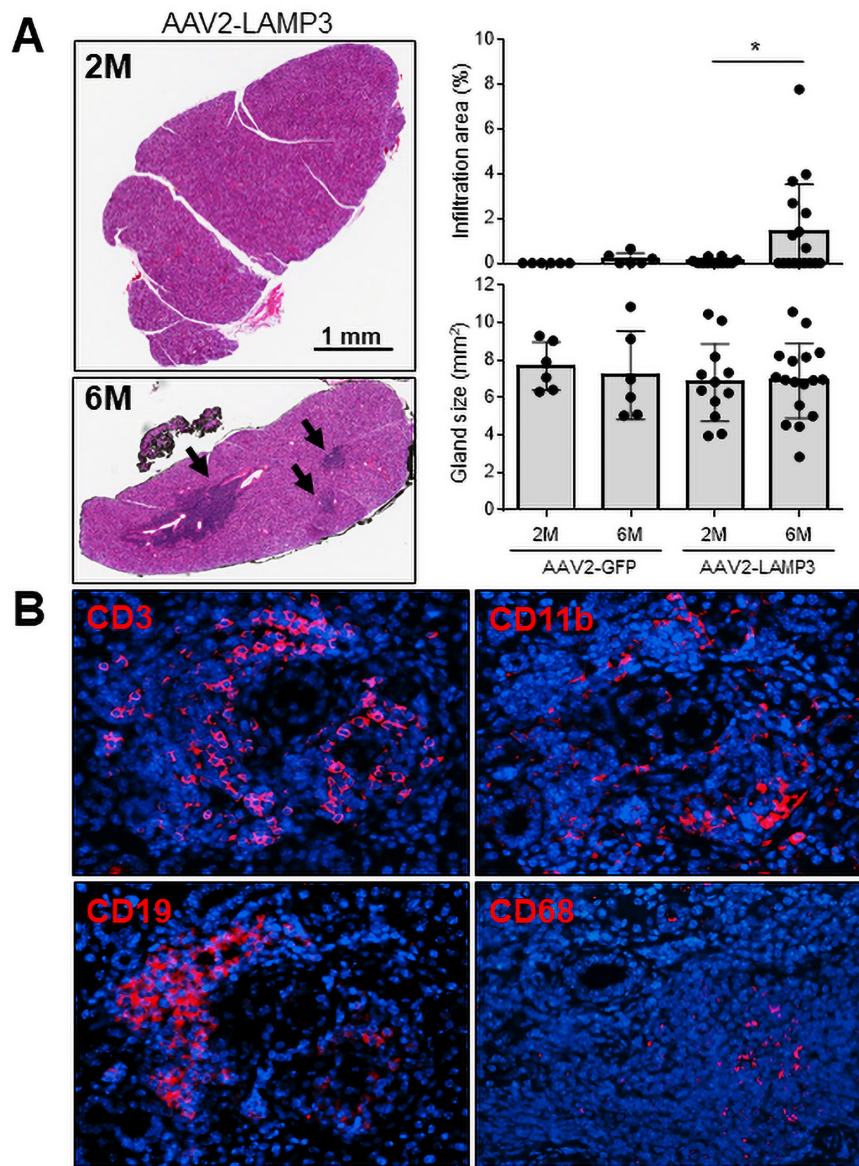 A
AAV2-LAMP3
2M
1 mm
6M
Infiltration area (%)
10
8
6
4
2
0
*
Gland size (mm²)
12
10
8
6
4
2
0
2M 6M 2M 6M
AAV2-GFP AAV2-LAMP3
B
CD3
CD11b
CD19
CD68